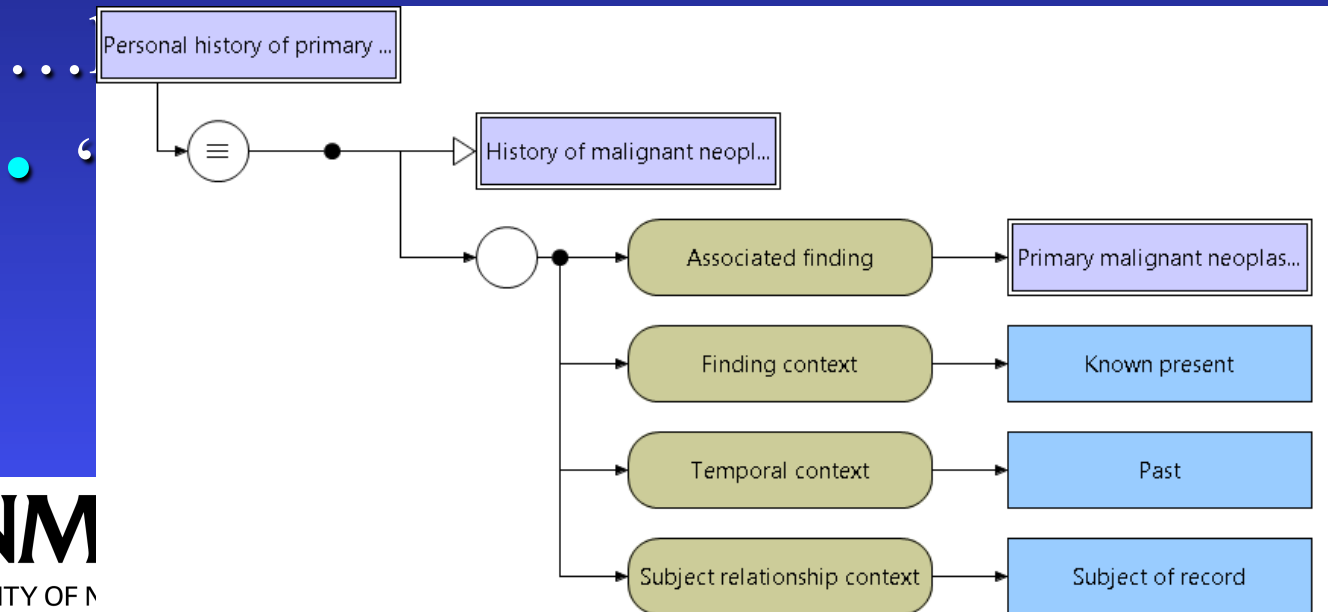 Personal history of primary ...
History of malignant neopl...
Associated finding
Primary malignant neoplas...
Finding context
Known present
Temporal context
Past
Subject relationship context
Subject of record
ITY OF